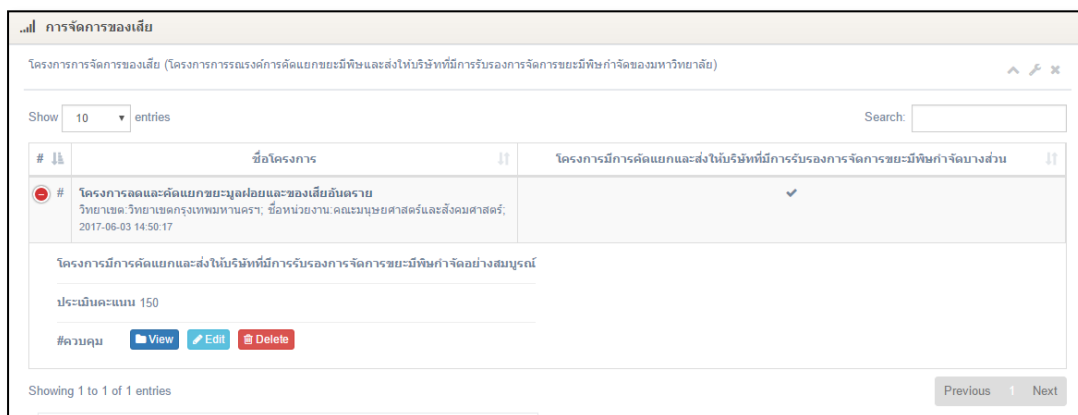 การจัดการของเสีย
โครงการการจัดการของเสีย (โครงการการรณรงค์การคัดแยกขยะมีพิษและส่งให้บริษัทที่มีการรับรองการจัดการขยะมีพิษกำจัดของมหาวิทยาลัย)
Show 10 entries Search:
# ชื่อโครงการ โครงการมีการคัดแยกและส่งให้บริษัทที่มีการรับรองการจัดการขยะมีพิษกำจัดบางส่วน
# โครงการลดและคัดแยกขยะมูลฝอยและของเสียอันตราย
วิทยาเขต:วิทยาเขตกรุงเทพมหานครฯ; ชื่อหน่วยงาน:คณะมนุษยศาสตร์และสังคมศาสตร์;
2017-06-03 14:50:17
โครงการมีการคัดแยกและส่งให้บริษัทที่มีการรับรองการจัดการขยะมีพิษกำจัดอย่างสมบูรณ์
ประเมินคะแนน 150
#ควบคุม View Edit Delete
Showing 1 to 1 of 1 entries Previous 1 Next